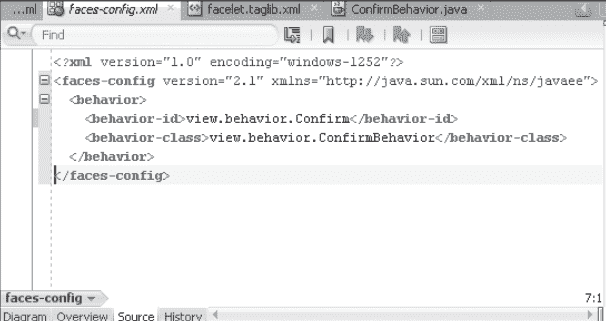 ...ml faces-config.xml facelet.taglib.xml ConfirmBehavior.java
Find
<?xml version="1.0" encoding="windows-1252"?>
<faces-config version="2.1" xmlns="http://java.sun.com/xml/ns/javaee">
<behavior>
<behavior-id>view.behavior.Confirm</behavior-id>
<behavior-class>view.behavior.ConfirmBehavior</behavior-class>
</behavior>
</faces-config>
faces-config 7:1
Diagram Overview Source History